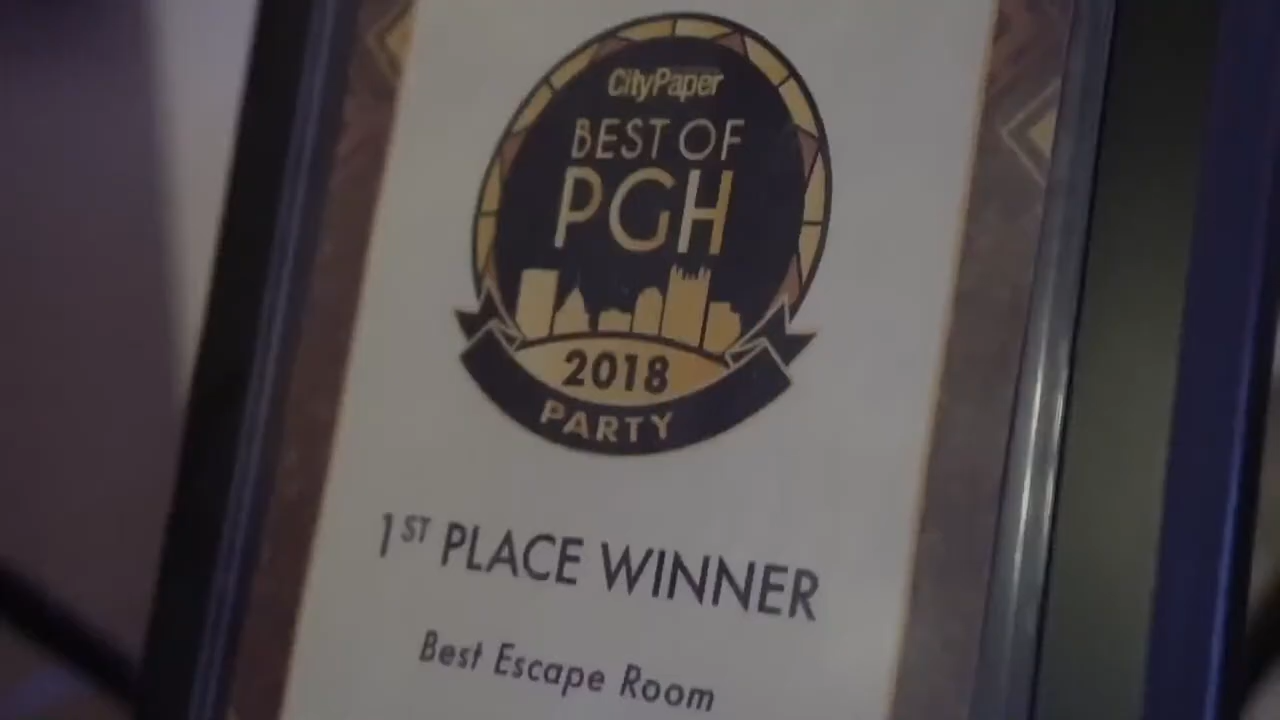 CityPaper
BEST OF
PGH
2018
PARTY
1ST PLACE WINNER
Best Escape Room